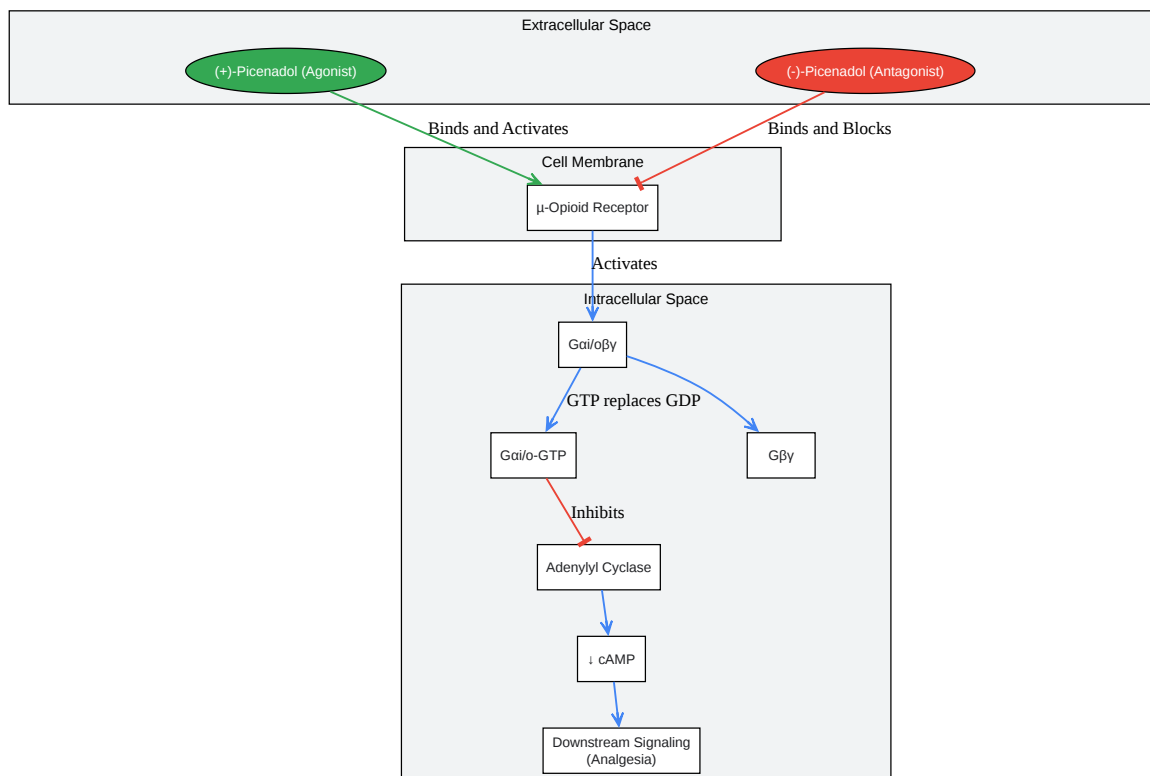 Extracellular Space
(+)-Picenadol (Agonist)
(-)-Picenadol (Antagonist)
Binds and Activates
Binds and Blocks
Cell Membrane
µ-Opioid Receptor
Activates
Intracellular Space
Gαi/oβγ
GTP replaces GDP
Gαi/o-GTP
Gβγ
Inhibits
Adenylyl Cyclase
↓ cAMP
Downstream Signaling
(Analgesia)